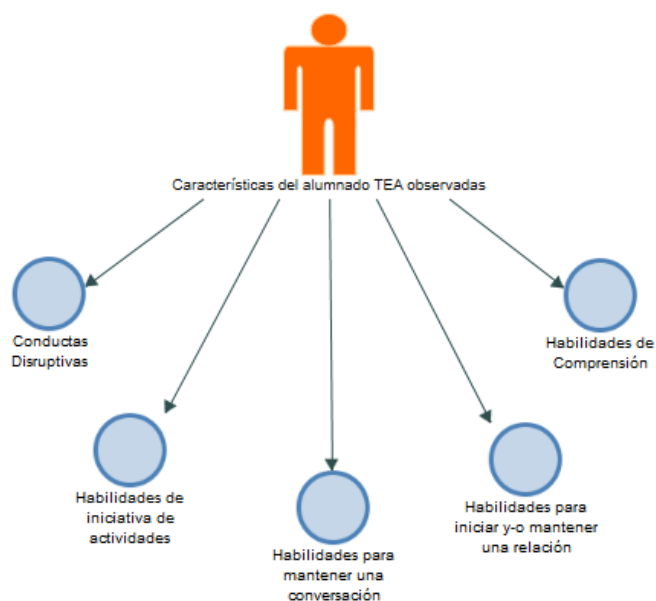 Características del alumnado TEA observadas
Conductas
Disruptivas
Habilidades de
Comprensión
Habilidades de
iniciativa de
actividades
Habilidades para
mantener una
conversación
Habilidades para
iniciar y-o mantener
una relación